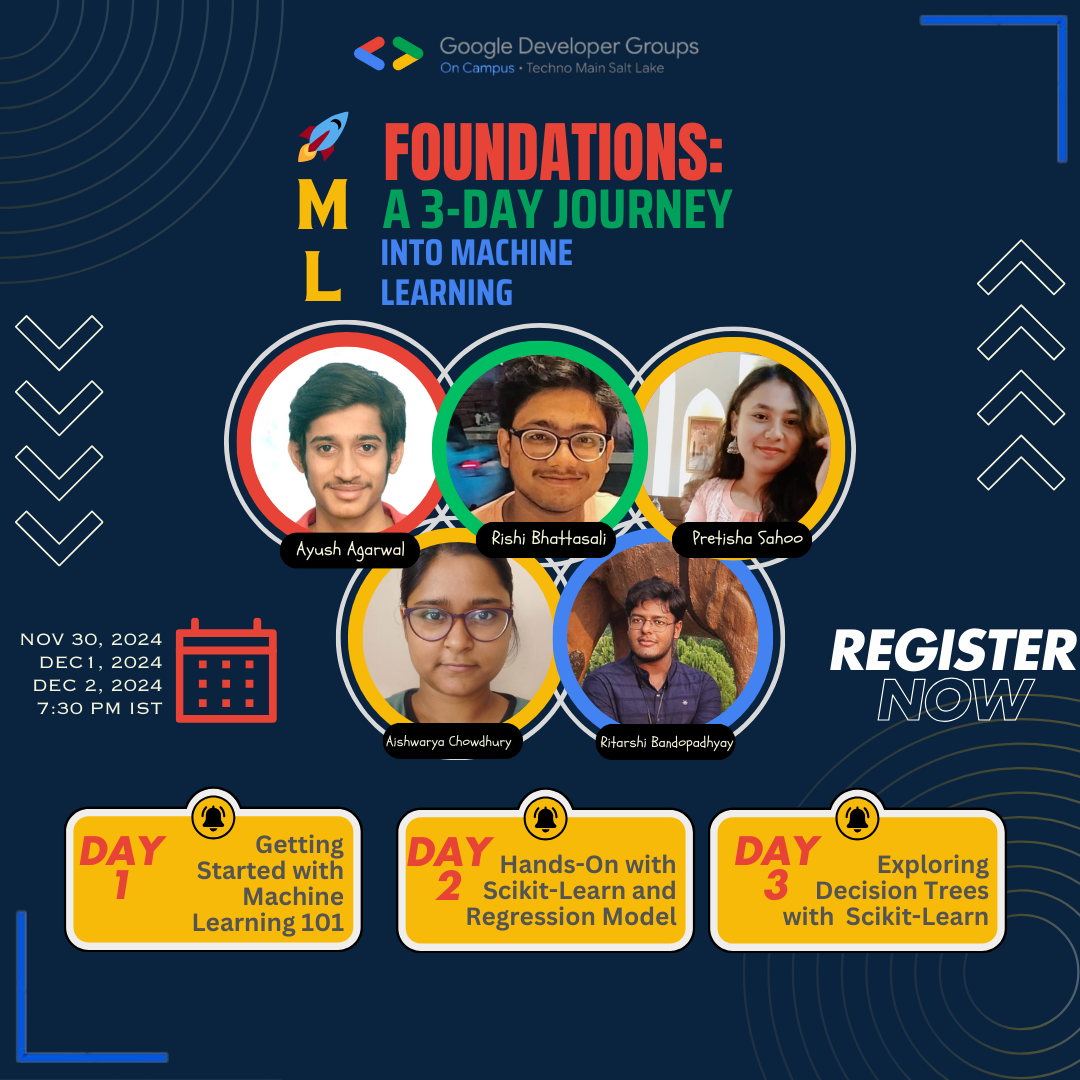 Google Developer Groups
On Campus • Techno Main Salt Lake
M
L
FOUNDATIONS:
A 3-DAY JOURNEY
INTO MACHINE
LEARNING
Ayush Agarwal
Rishi Bhattasali
Pretisha Sahoo
Aishwarya Chowdhury
Ritarshi Bandopadhyay
NOV 30, 2024
DEC 1, 2024
DEC 2, 2024
7:30 PM IST
REGISTER
NOW
DAY
1
Getting
Started with
Machine
Learning 101
DAY
2
Hands-On with
Scikit-Learn and
Regression Model
DAY
3
Exploring
Decision Trees
with Scikit-Learn